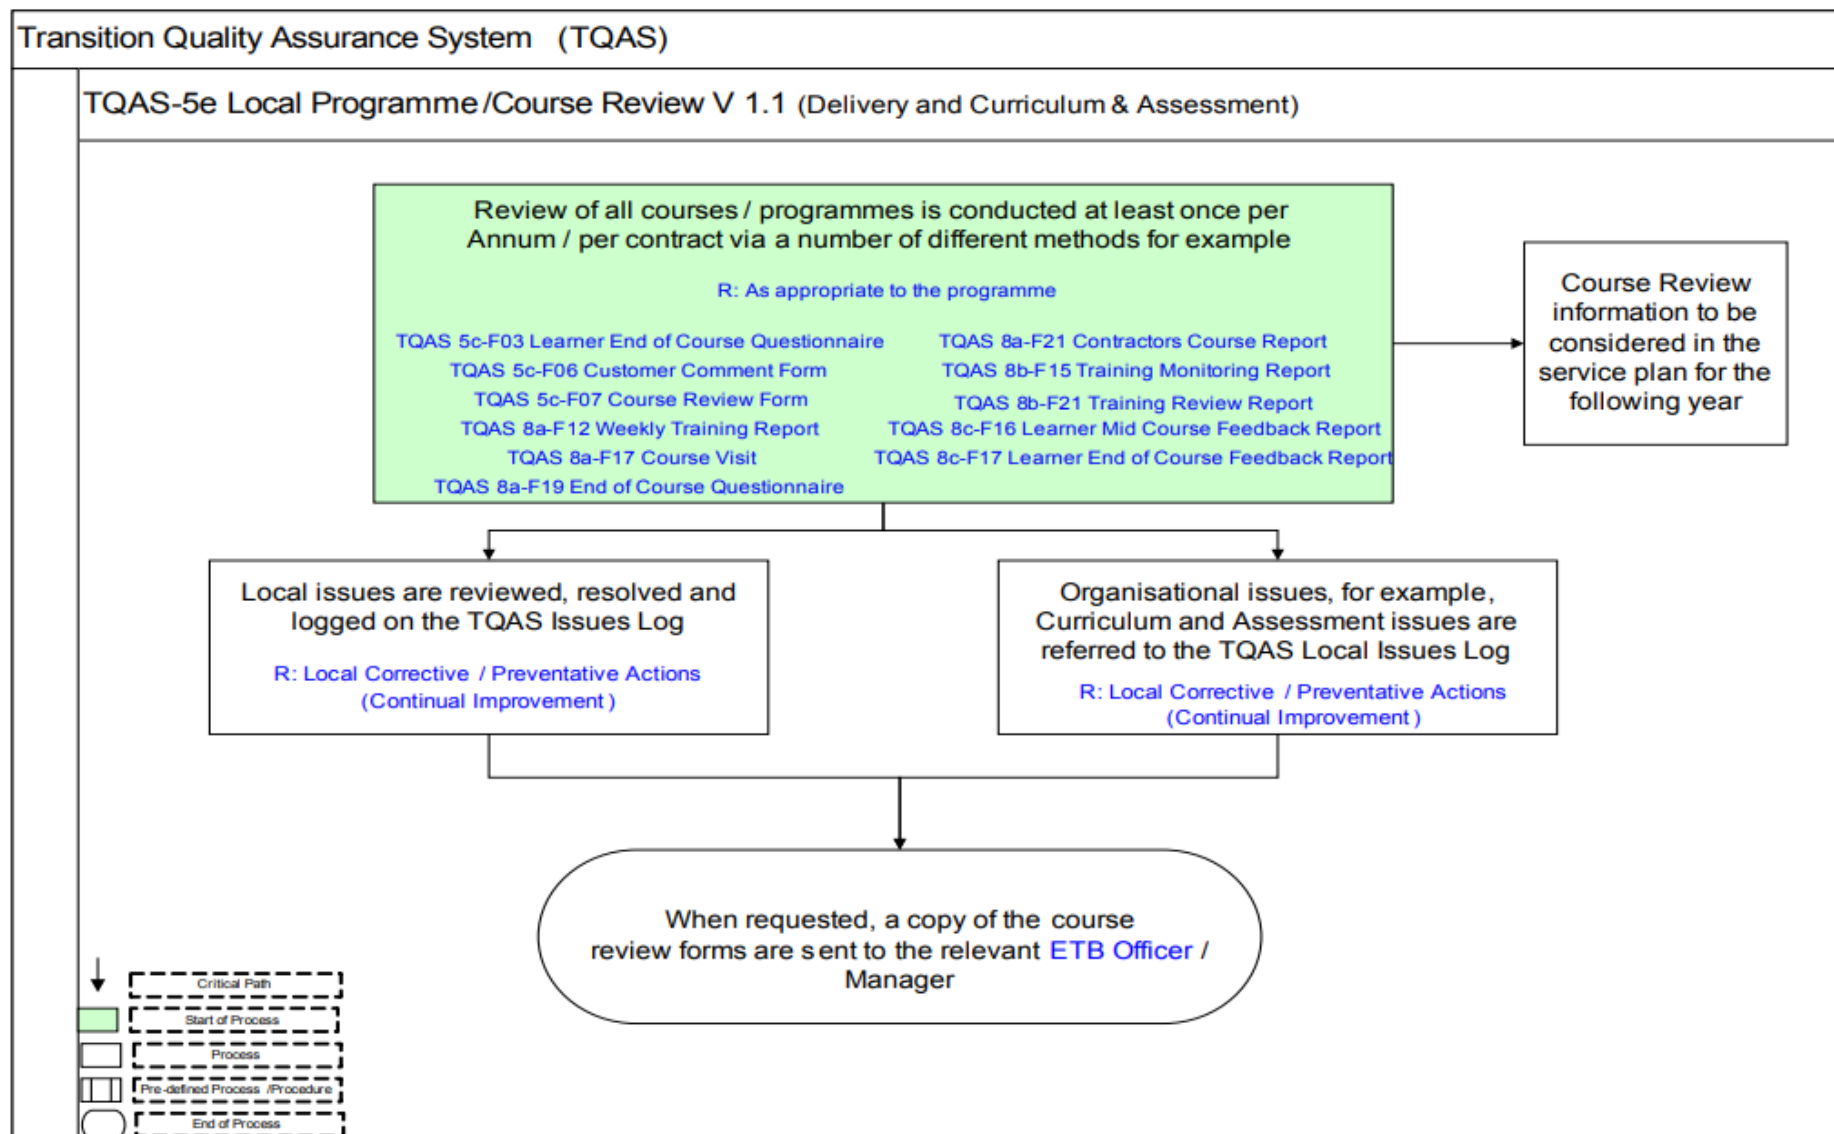 Transition Quality Assurance System (TQAS)
TQAS-5e Local Programme/Course Review V 1.1 (Delivery and Curriculum & Assessment)
Review of all courses / programmes is conducted at least once per
Annum / per contract via a number of different methods for example
R: As appropriate to the programme
TQAS 5c-F03 Learner End of Course Questionnaire
TQAS 5c-F06 Customer Comment Form
TQAS 5c-F07 Course Review Form
TQAS 8a-F12 Weekly Training Report
TQAS 8a-F17 Course Visit
TQAS 8a-F19 End of Course Questionnaire
TQAS 8a-F21 Contractors Course Report
TQAS 8b-F15 Training Monitoring Report
TQAS 8b-F21 Training Review Report
TQAS 8c-F16 Learner Mid Course Feedback Report
TQAS 8c-F17 Learner End of Course Feedback Report
Course Review
information to be
considered in the
service plan for the
following year
Local issues are reviewed, resolved and
logged on the TQAS Issues Log
R: Local Corrective / Preventative Actions
(Continual Improvement)
Organisational issues, for example,
Curriculum and Assessment issues are
referred to the TQAS Local Issues Log
R: Local Corrective / Preventative Actions
(Continual Improvement)
When requested, a copy of the course
review forms are sent to the relevant ETB Officer /
Manager
Critical Path
Start of Process
Process
Pre-defined Process /Procedure
End of Process